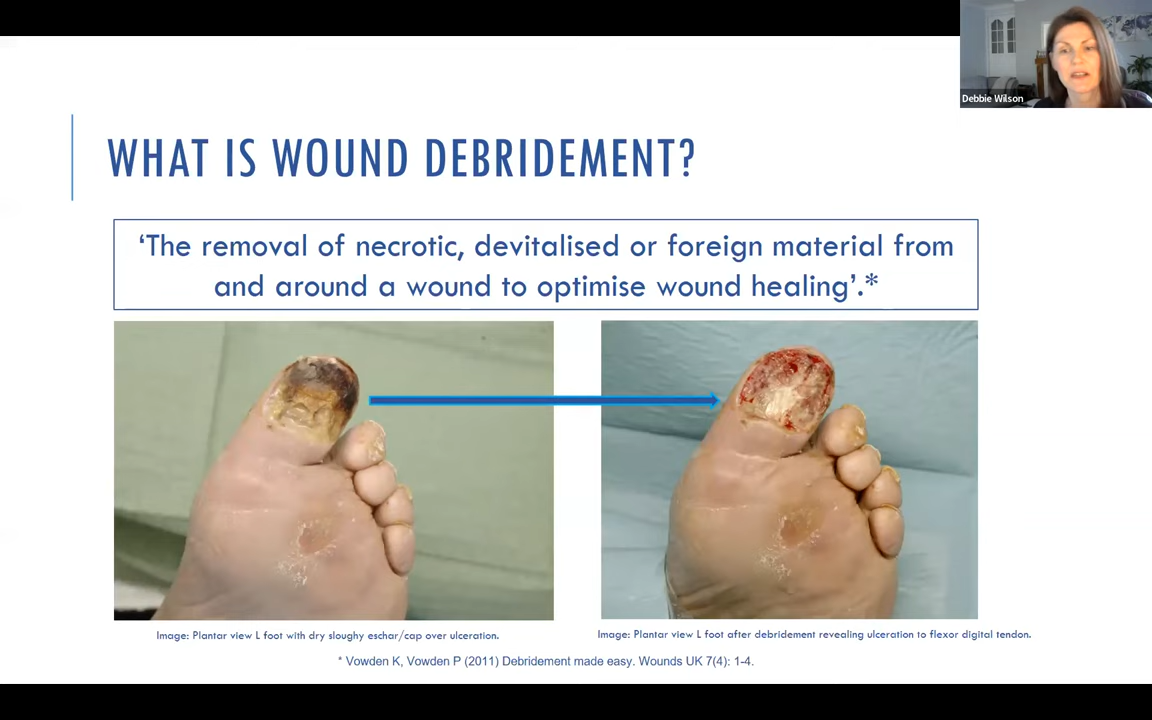 Debbie Wilson
WHAT IS WOUND DEBRIDEMENT?
‘The removal of necrotic, devitalised or foreign material from
and around a wound to optimise wound healing’.*
Image: Plantar view L foot with dry sloughy eschar/cap over ulceration.
Image: Plantar view L foot after debridement revealing ulceration to flexor digital tendon.
* Vowden K, Vowden P (2011) Debridement made easy. Wounds UK 7(4): 1-4.